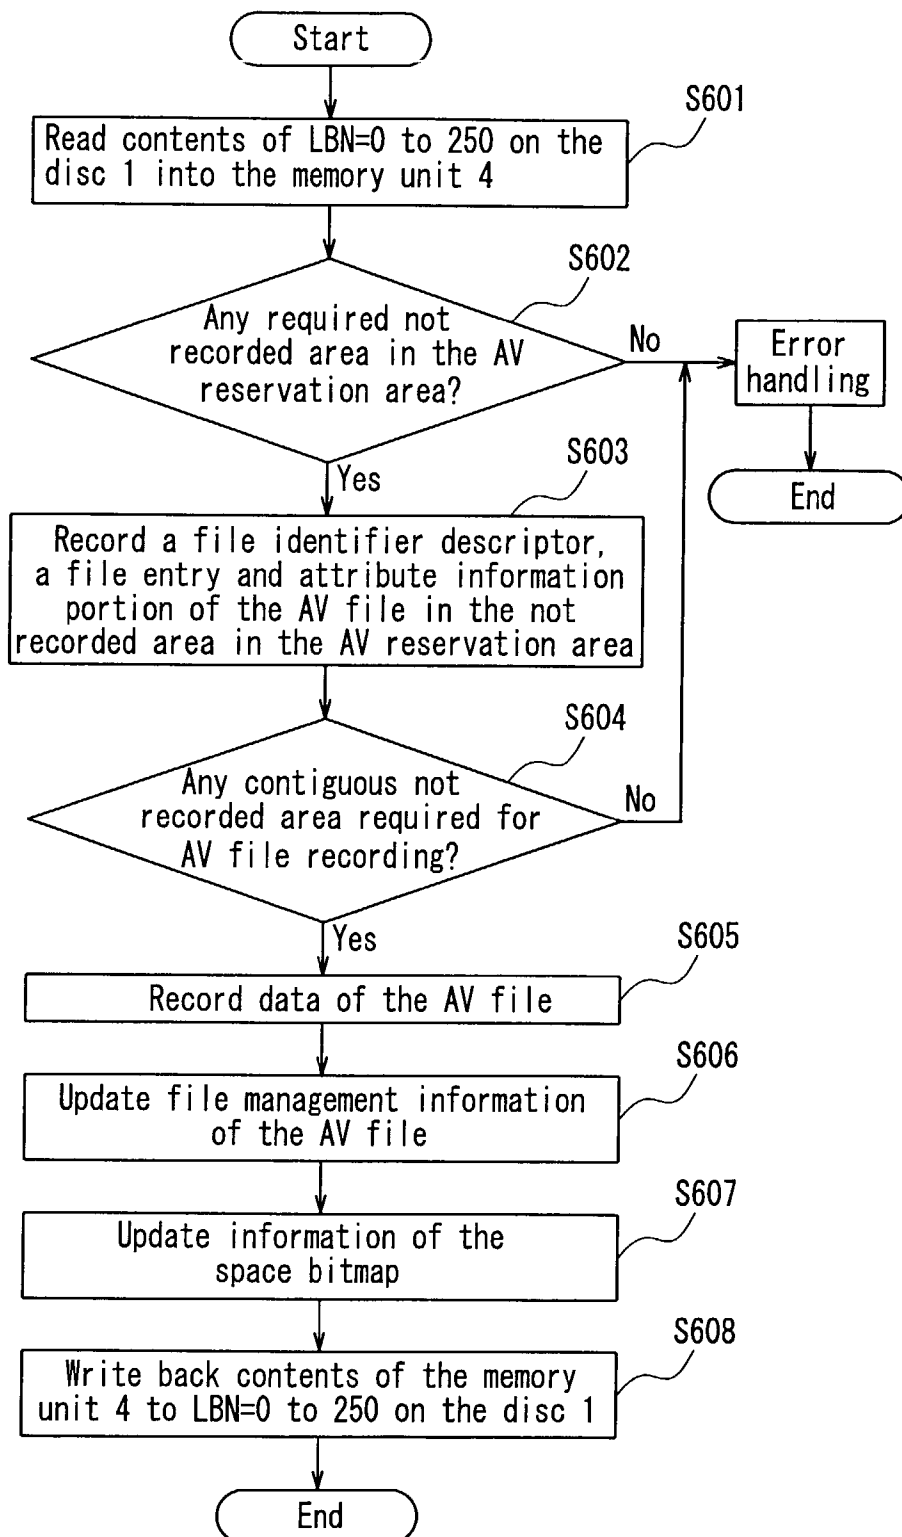 Start
S601
Read contents of LBN=0 to 250 on the
disc 1 into the memory unit 4
S602
Any required not
recorded area in the AV
reservation area?
No
Error
handling
End
Yes
S603
Record a file identifier descriptor,
a file entry and attribute information
portion of the AV file in the not
recorded area in the AV reservation area
S604
Any contiguous not
recorded area required for
AV file recording?
No
Yes
S605
Record data of the AV file
S606
Update file management information
of the AV file
S607
Update information of the
space bitmap
S608
Write back contents of the memory
unit 4 to LBN=0 to 250 on the disc 1
End